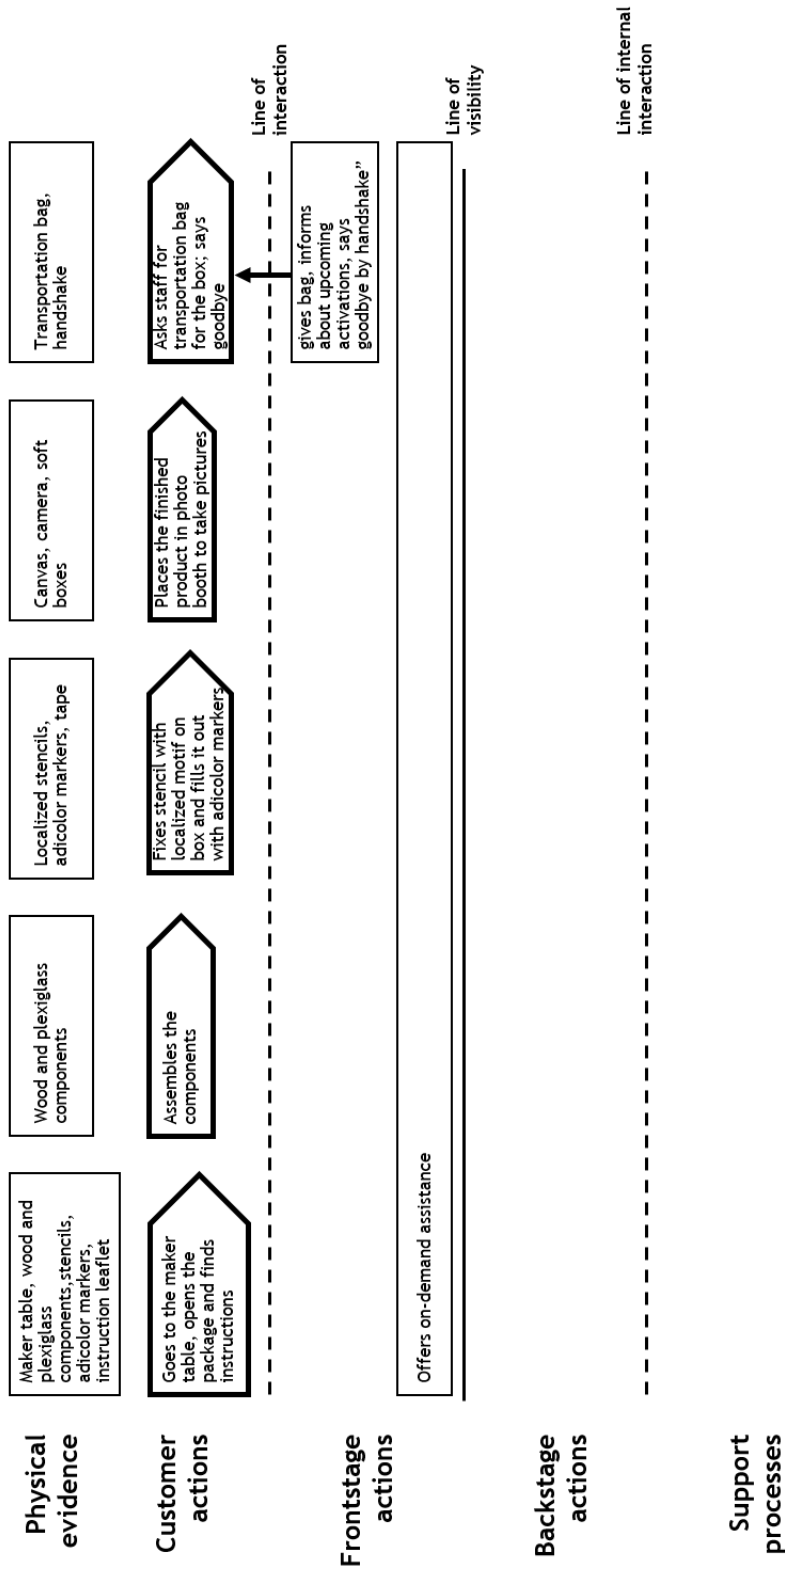 Physical
evidence
Maker table, wood and
plexiglass
components,stencils,
adicolor markers,
instruction leaflet
Wood and plexiglass
components
Localized stencils,
adicolor markers, tape
Canvas, camera, soft
boxes
Transportation bag,
handshake
Customer
actions
Goes to the maker
table, opens the
package and finds
instructions
Assembles the
components
Fixes stencil with
localized motif on
box and fills it out
with adicolor markers
Places the finished
product in photo
booth to take pictures
Asks staff for
transportation bag
for the box; says
goodbye
Line of
interaction
Frontstage
actions
gives bag, informs
about upcoming
activations, says
goodbye by handshake”
Offers on-demand assistance
Line of
visibility
Backstage
actions
Line of internal
interaction
Support
processes